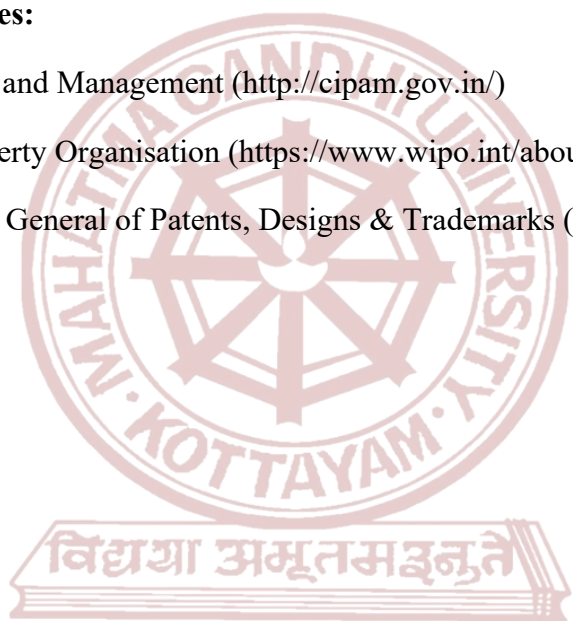 es:
and Management (http://cipam.gov.in/)
erty Organisation (https://www.wipo.int/abou
General of Patents, Designs & Trademarks (
MAHATMA GANDHI UNIVERSITY
• KOTTAYAM •
विद्यया अमृतमश्नुते